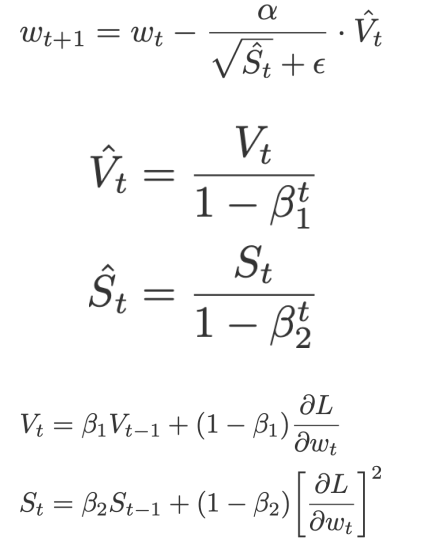 $w_{t+1} = w_t - \frac{\alpha}{\sqrt{\hat{S}_t} + \epsilon} \cdot \hat{V}_t$
$\hat{V}_t = \frac{V_t}{1 - \beta_1^t}$
$\hat{S}_t = \frac{S_t}{1 - \beta_2^t}$
$V_t = \beta_1 V_{t-1} + (1 - \beta_1) \frac{\partial L}{\partial w_t}$
$S_t = \beta_2 S_{t-1} + (1 - \beta_2) \left[ \frac{\partial L}{\partial w_t} \right]^2$